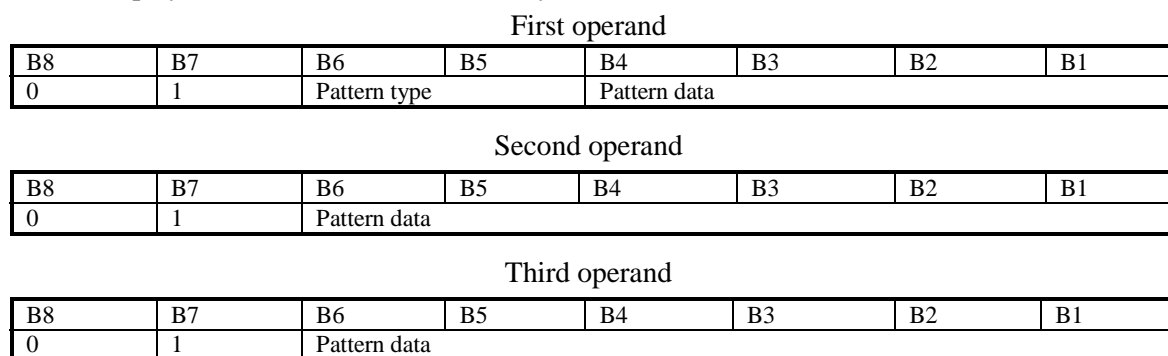 First operand
B8 B7 B6 B5 B4 B3 B2 B1
0 1 Pattern type Pattern data
Second operand
B8 B7 B6 B5 B4 B3 B2 B1
0 1 Pattern data
Third operand
B8 B7 B6 B5 B4 B3 B2 B1
0 1 Pattern data